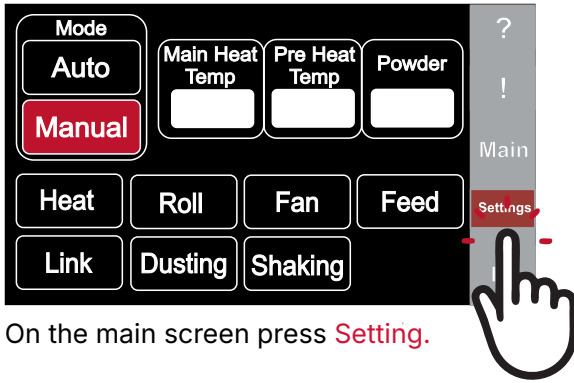 Mode
Auto
Manual
Main Heat
Temp
Pre Heat
Temp
Powder
Heat
Roll
Fan
Feed
Link
Dusting
Shaking
?
!
Main
Settings
On the main screen press Setting.